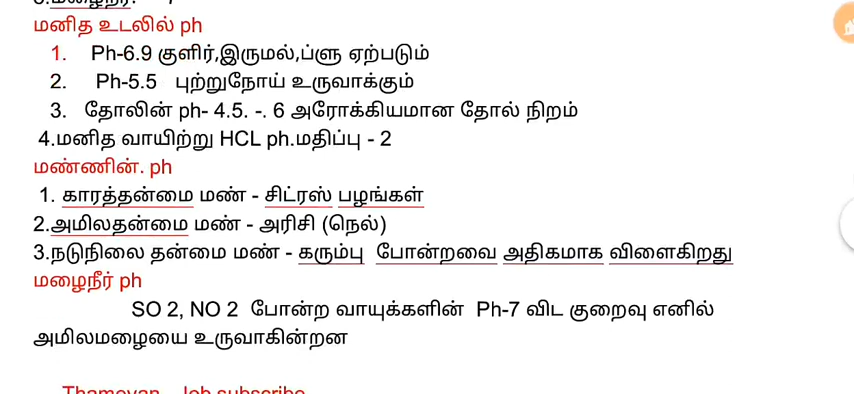 மனித உடலில் ph
1. Ph-6.9 குளிர்,இருமல்,ப்ளு ஏற்படும்
2. Ph-5.5 புற்றுநோய் உருவாக்கும்
3. தோலின் ph- 4.5. -. 6 அரோக்கியமான தோல் நிறம்
4.மனித வாயிற்று HCL ph.மதிப்பு - 2
மண்ணின். ph
1. காரத்தன்மை மண் - சிட்ரஸ் பழங்கள்
2.அமிலதன்மை மண் - அரிசி (நெல்)
3.நடுநிலை தன்மை மண் - கரும்பு போன்றவை அதிகமாக விளைகிறது
மழைநீர் ph
SO 2, NO 2 போன்ற வாயுக்களின் Ph-7 விட குறைவு எனில்
அமிலமழையை உருவாகின்றன